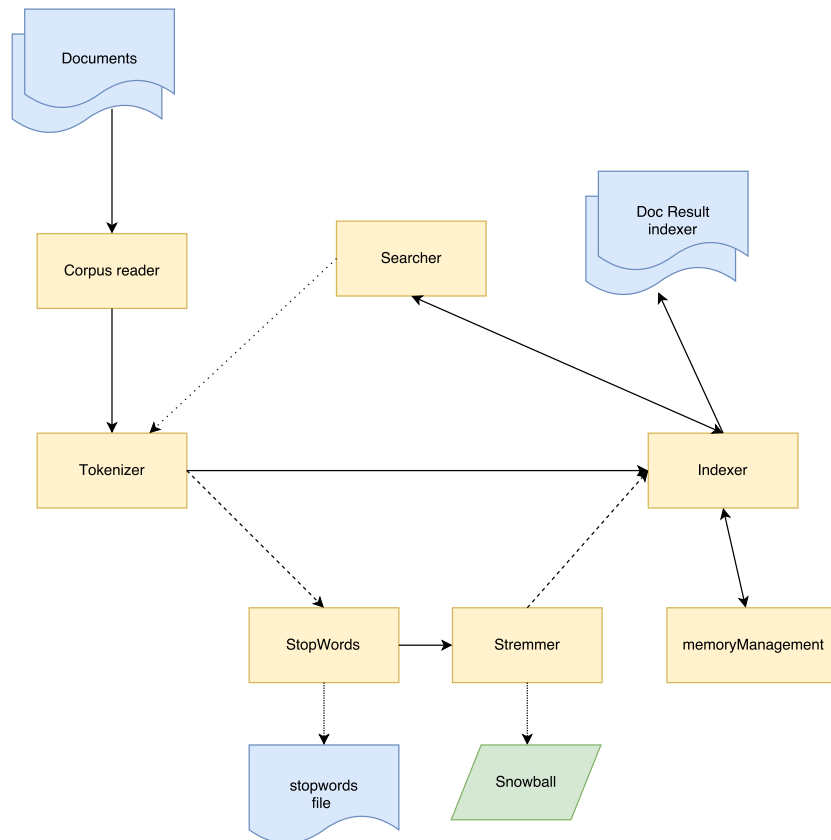 Documents
Doc Result
indexer
Searcher
Corpus reader
Tokenizer
Indexer
StopWords
Stremmer
memoryManagement
stopwords
file
Snowball